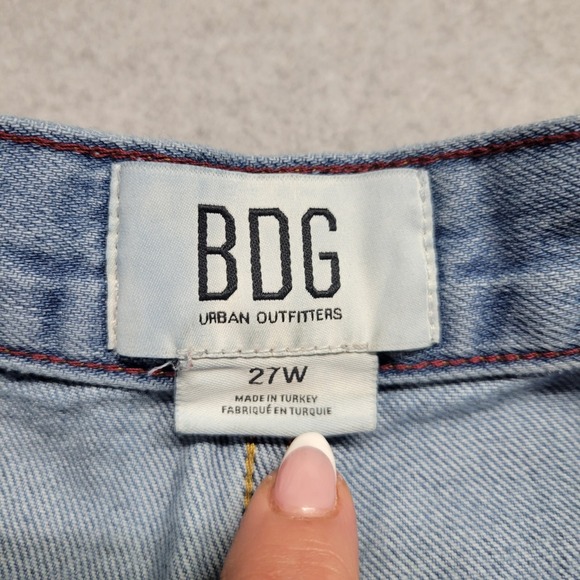 BDG
URBAN OUTFITTERS
27W
MADE IN TURKEY
FABRIQUÉ EN TURQUIE